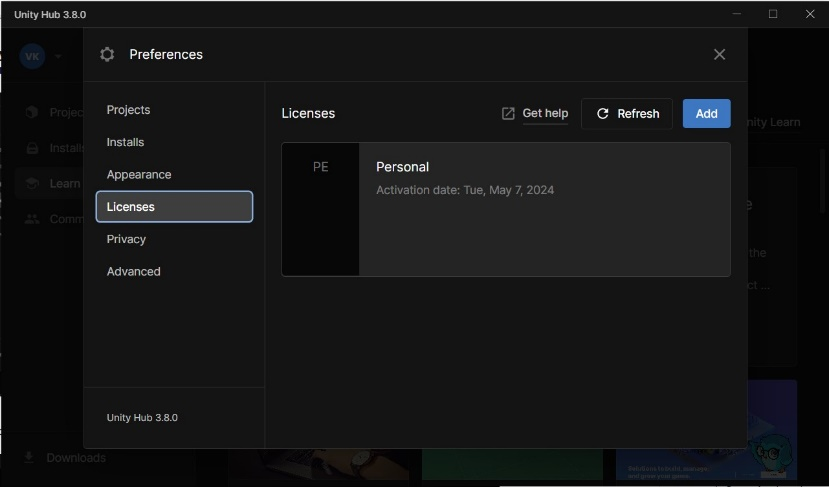 Unity Hub 3.8.0
VK
Preferences
Projects
Installs
Appearance
Licenses
Privacy
Advanced
Unity Hub 3.8.0
Licenses
Get help
Refresh
Add
PE
Personal
Activation date: Tue, May 7, 2024
Projec
Install
Learn
Comm
Downloads
nity Learn
e
the
ct ...